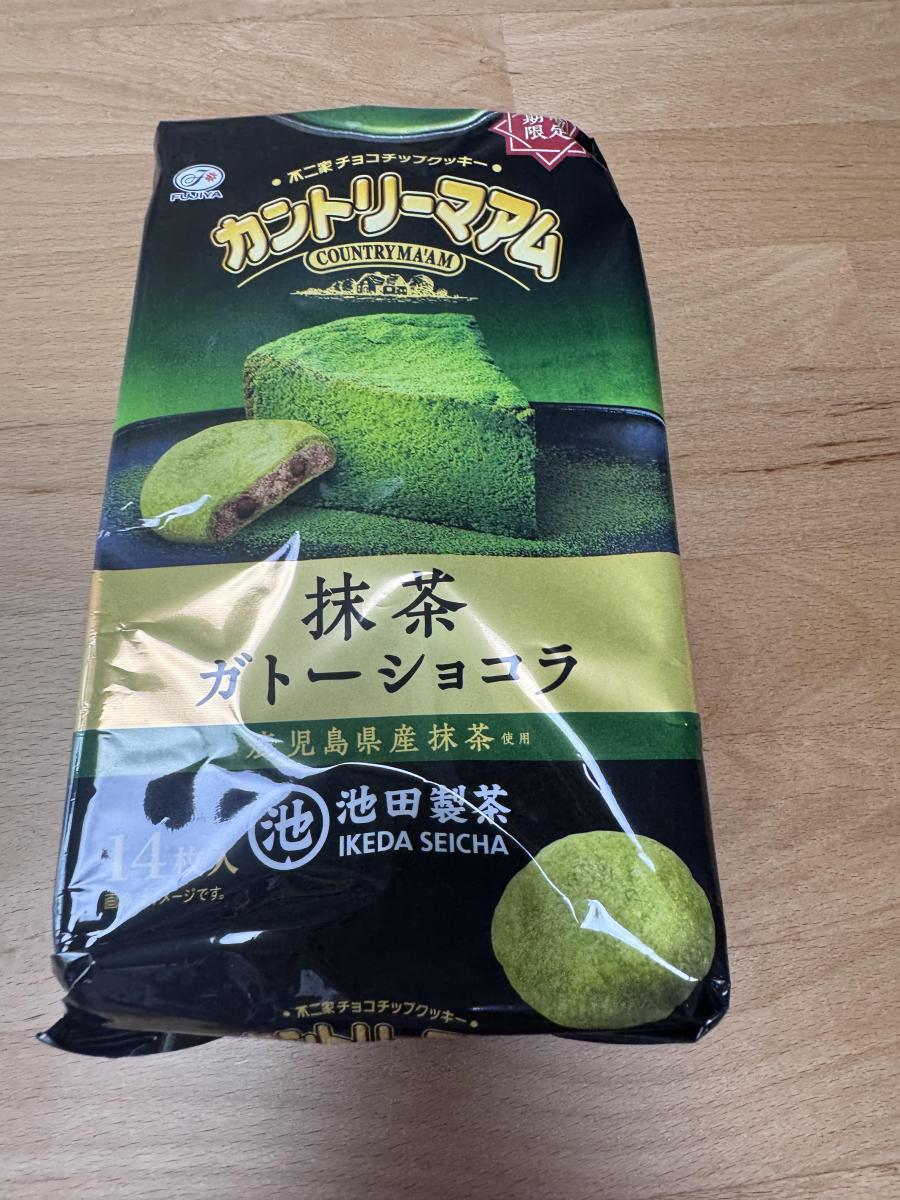 限定
不二家 チョコチップクッキー
FUJIYA
カントリーマアム
COUNTRY MA'AM
抹茶
ガトーショコラ
児島県産抹茶使用
池 池田製茶
IKEDA SEICHA
14枚入
メージです。
不二家 チョコチップクッキー